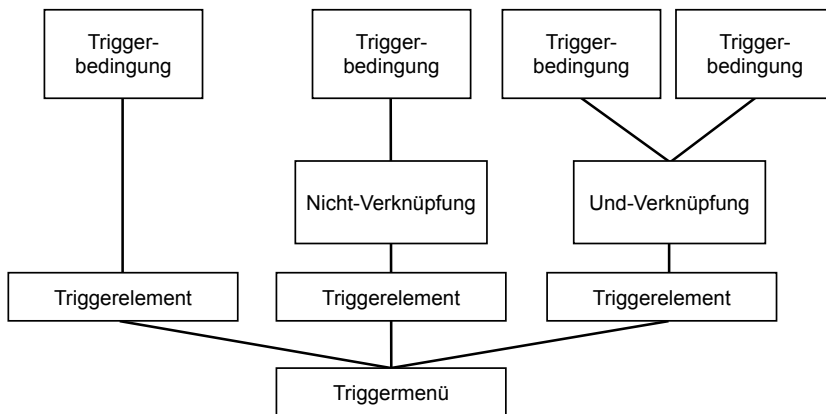 Trigger-
bedingung
Trigger-
bedingung
Trigger-
bedingung
Trigger-
bedingung
Nicht-Verknüpfung
Und-Verknüpfung
Triggerelement
Triggerelement
Triggerelement
Triggermenü